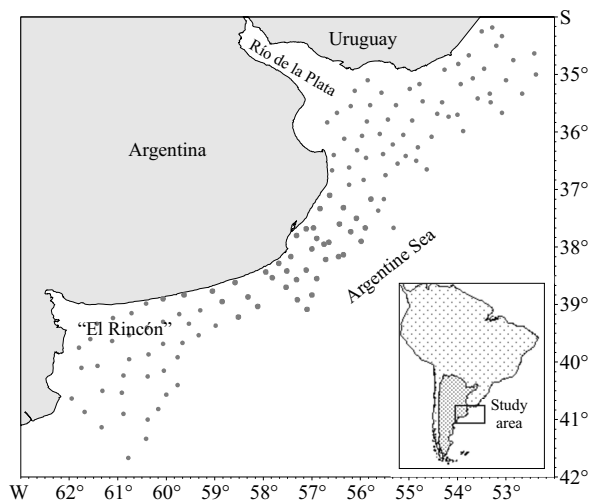 S
Uruguay
Río de la Plata
35°
Argentina
36°
37°
38°
Argentine Sea
39°
“El Rincón”
40°
Study
area
41°
42°
W 62° 61° 60° 59° 58° 57° 56° 55° 54° 53°